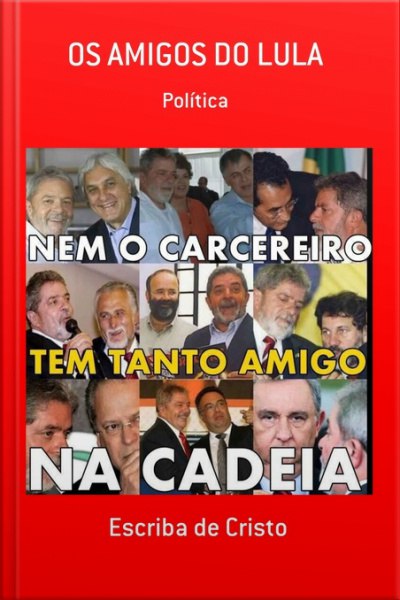 OS AMIGOS DO LULA
Política
NEM O CARCEREIRO
TEM TANTO AMIGO
NA CADEIA
Escriba de Cristo